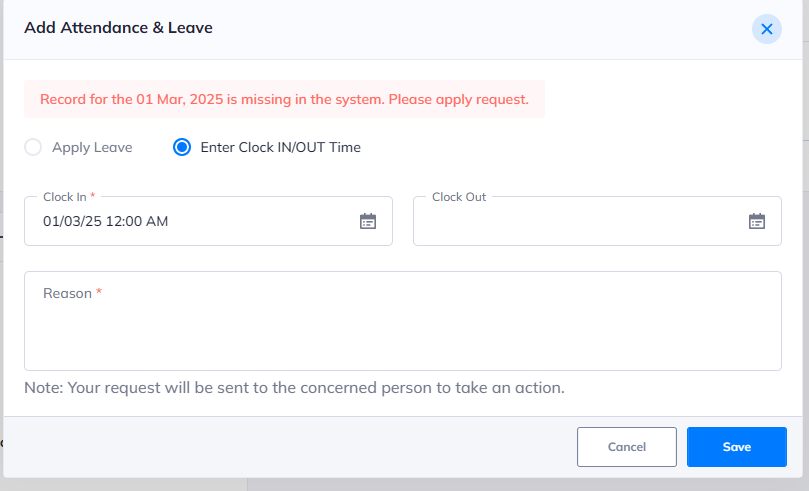 Add Attendance & Leave
Record for the 01 Mar, 2025 is missing in the system. Please apply request.
Apply Leave
Enter Clock IN/OUT Time
Clock In *
01/03/25 12:00 AM
Clock Out
Reason *
Note: Your request will be sent to the concerned person to take an action.
Cancel
Save